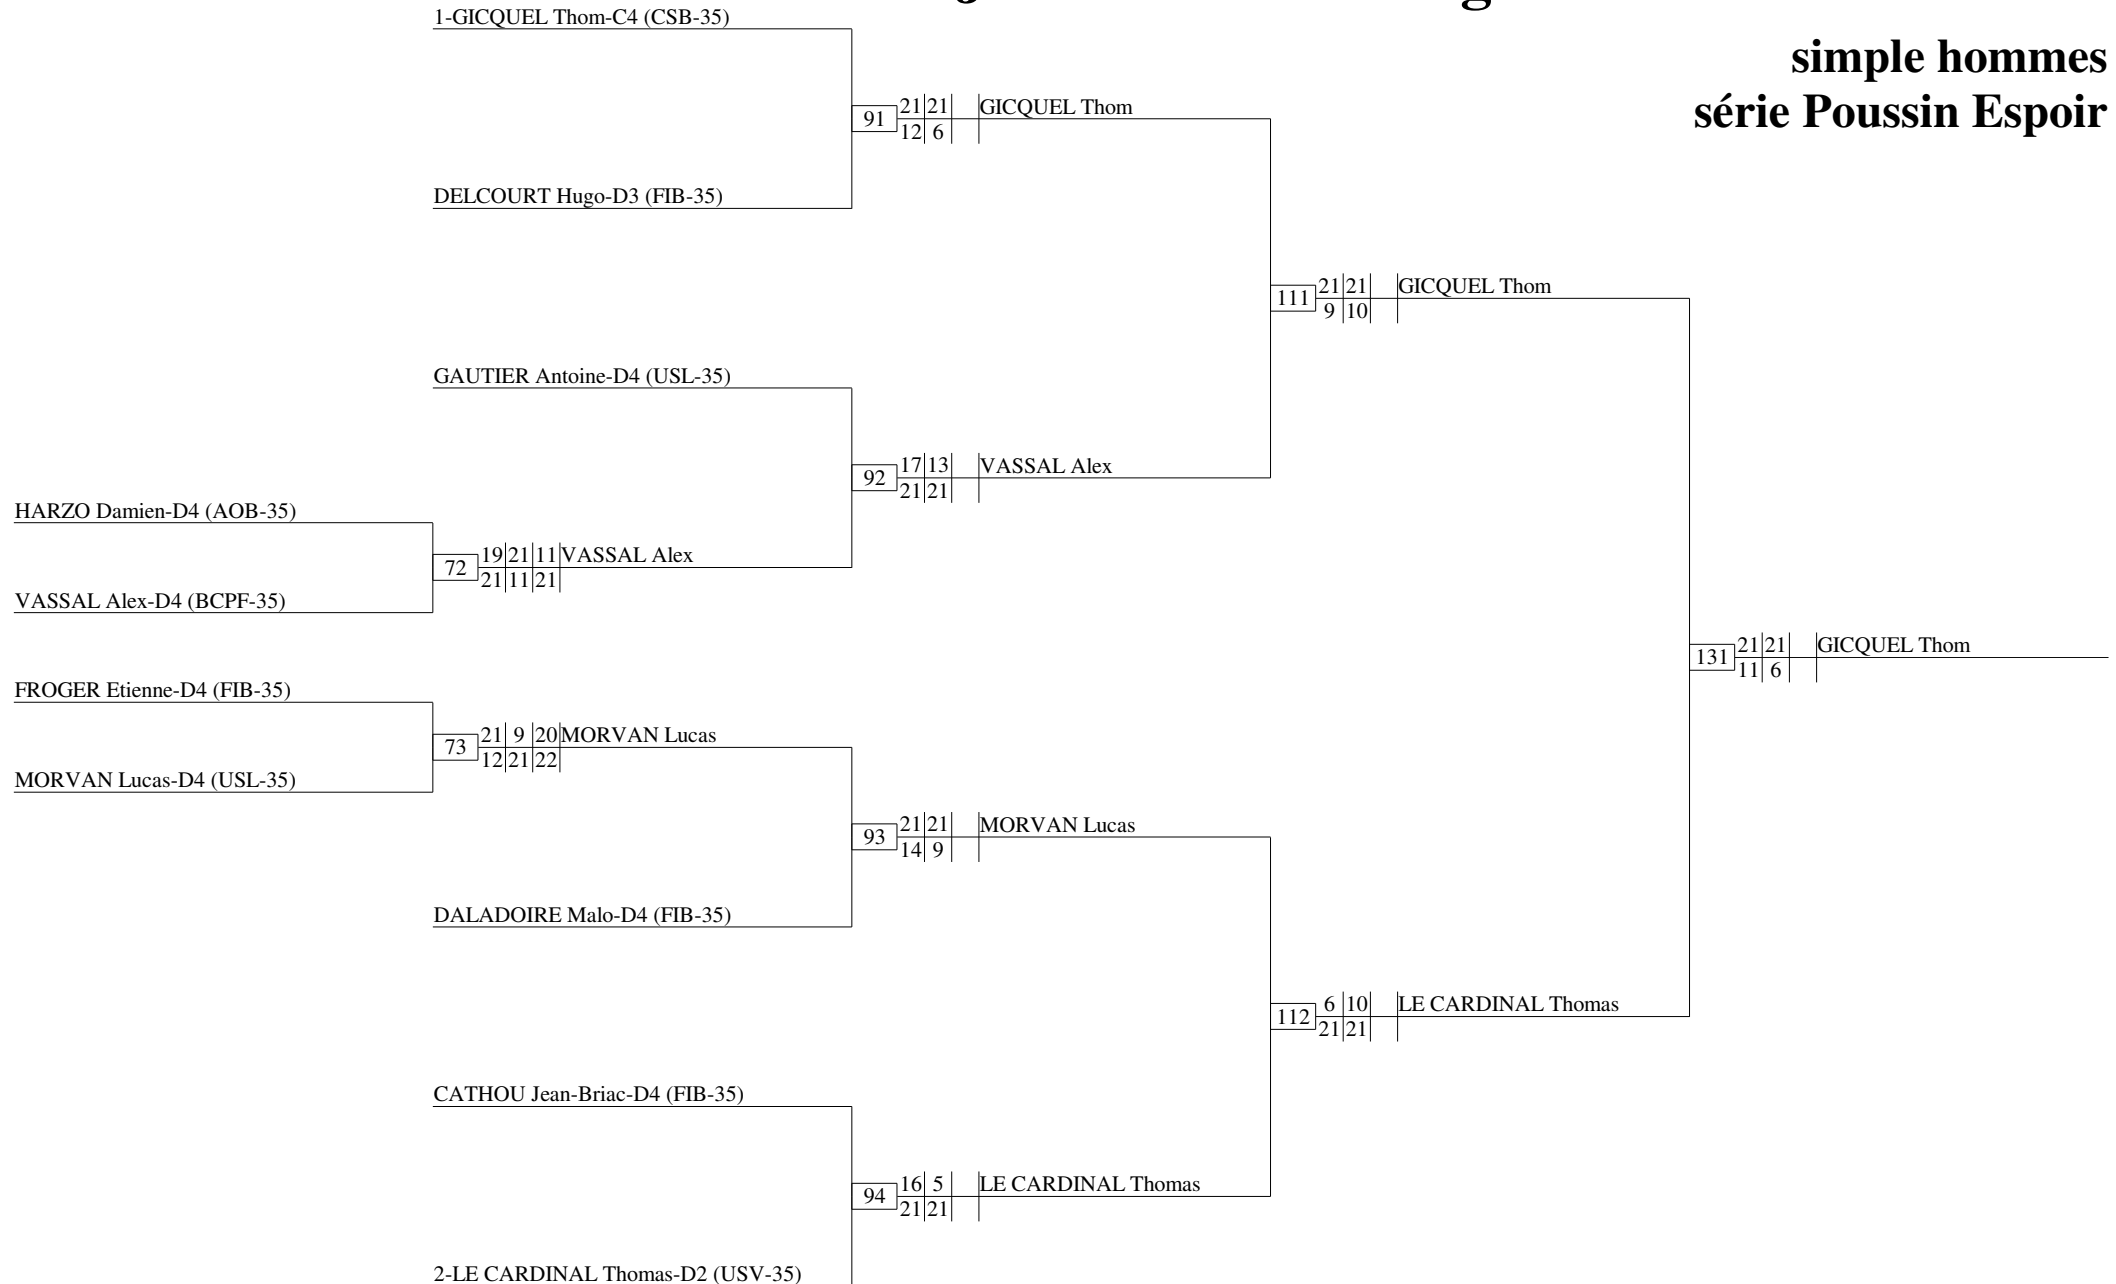 1-GICQUEL Thom-C4 (CSB-35)
simple hommes
série Poussin Espoir
91
21 21
12 6
GICQUEL Thom
DELCOURT Hugo-D3 (FIB-35)
111
21 21
9 10
GICQUEL Thom
GAUTIER Antoine-D4 (USL-35)
92
17 13
21 21
VASSAL Alex
HARZO Damien-D4 (AOB-35)
72
19 21 11
21 11 21
VASSAL Alex
VASSAL Alex-D4 (BCPF-35)
131
21 21
11 6
GICQUEL Thom
FROGER Etienne-D4 (FIB-35)
73
21 9 20
12 21 22
MORVAN Lucas
MORVAN Lucas-D4 (USL-35)
93
21 21
14 9
MORVAN Lucas
DALADOIRE Malo-D4 (FIB-35)
112
6 10
21 21
LE CARDINAL Thomas
CATHOU Jean-Briac-D4 (FIB-35)
94
16 5
21 21
LE CARDINAL Thomas
2-LE CARDINAL Thomas-D2 (USV-35)